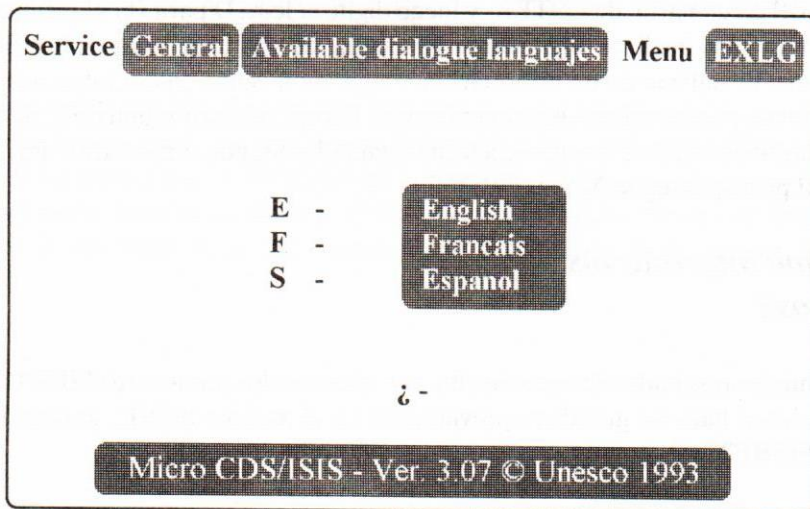 Service General Available dialogue languajes Menu EXLG
E - English
F - Francais
S - Espanol
¿ -
Micro CDS/ISIS - Ver. 3.07 © Unesco 1993